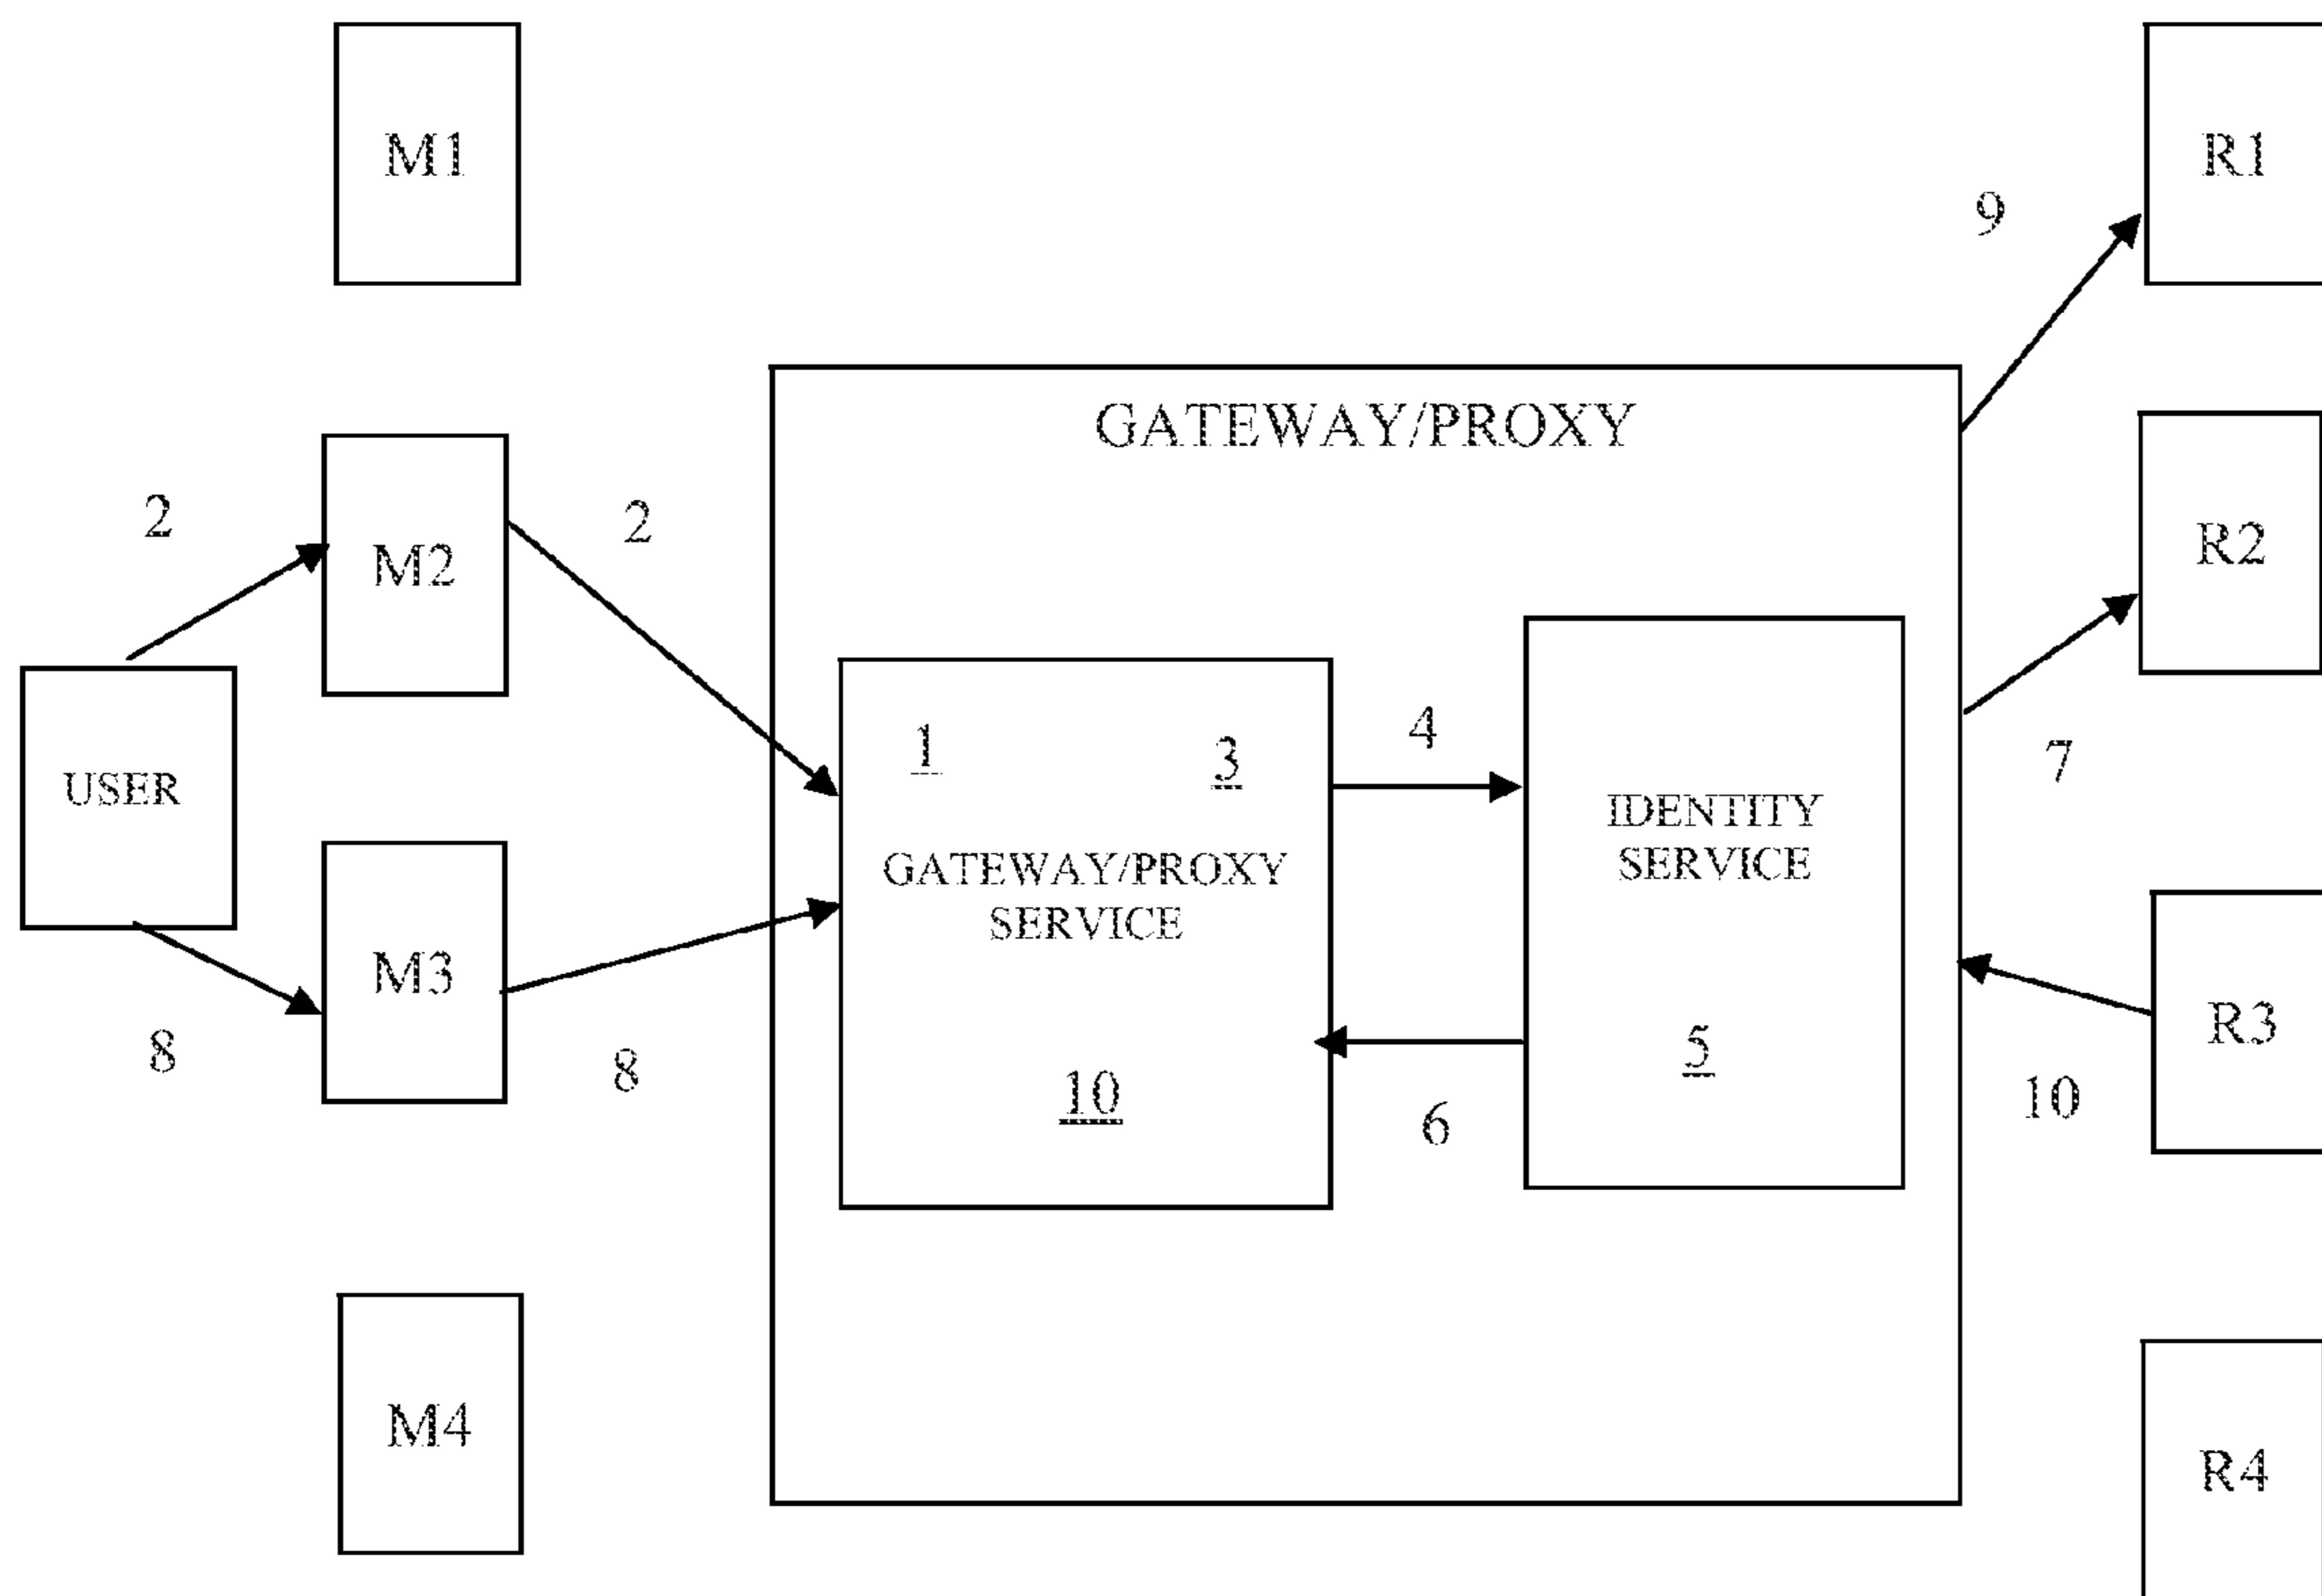 M1
R1
9
GATEWAY/PROXY
2
2
M2
R2
1
3
4
7
USER
IDENTITY
SERVICE
GATEWAY/PROXY
SERVICE
M3
R3
8
8
10
6
5
10
M4
R4